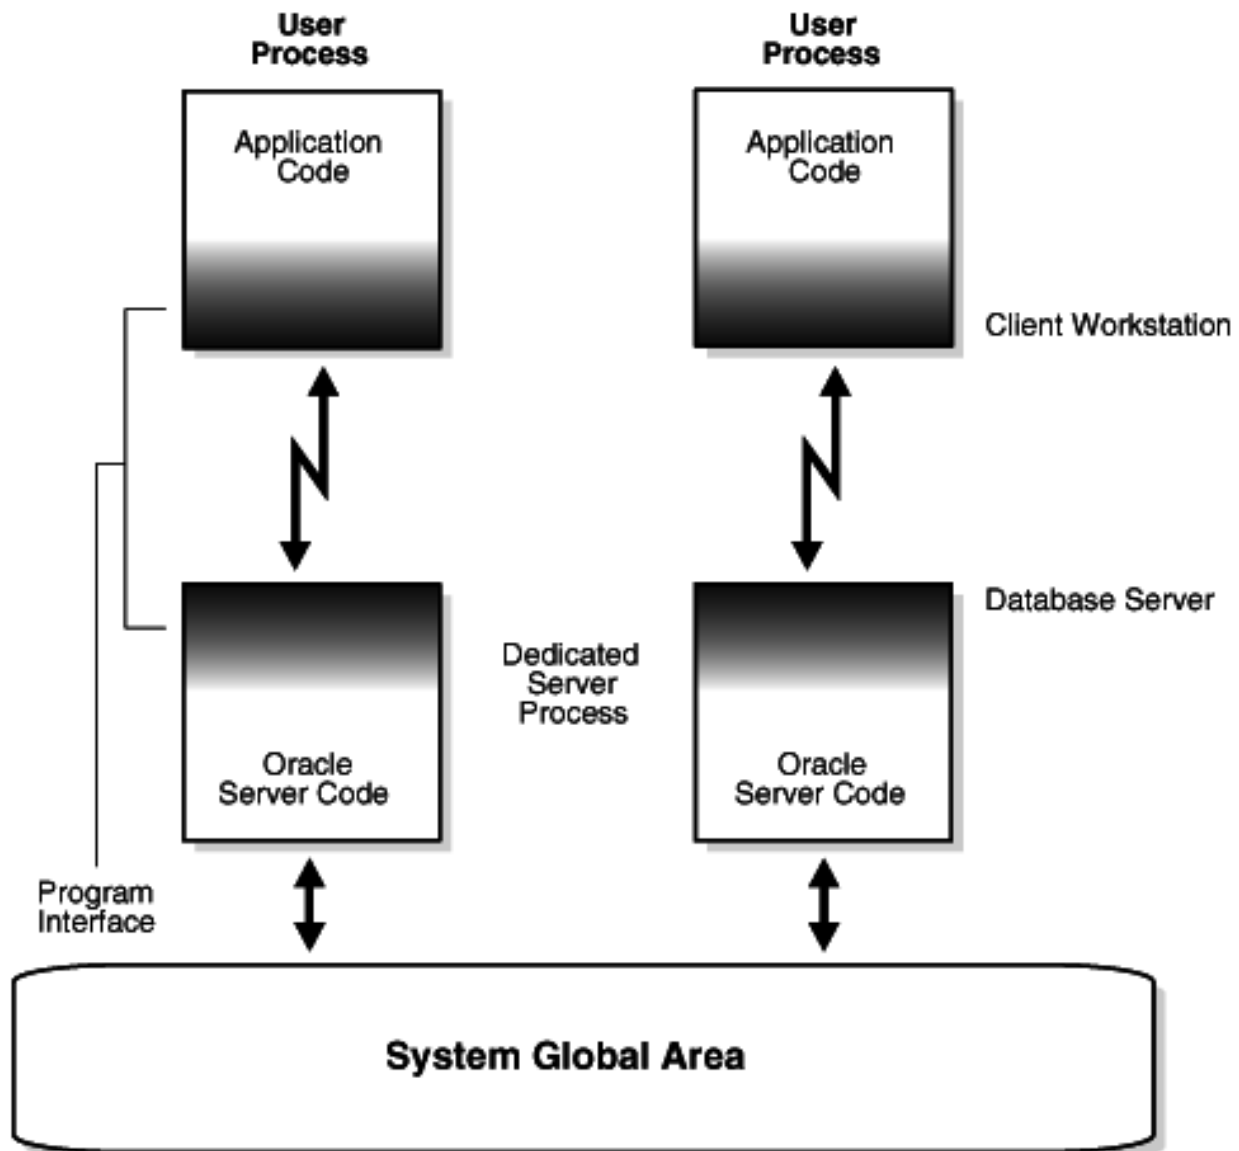 User
Process
User
Process
Application
Code
Application
Code
Client Workstation
Database Server
Dedicated
Server
Process
Oracle
Server Code
Oracle
Server Code
Program
Interface
System Global Area